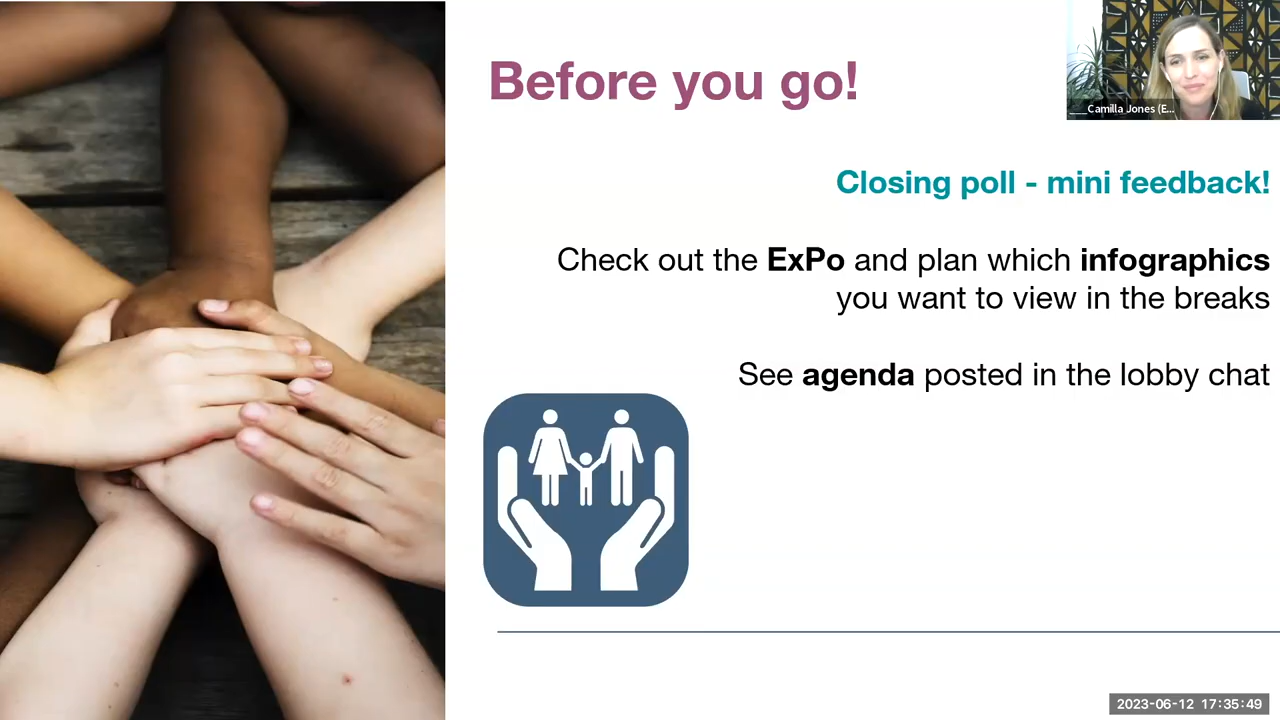 Before you go!
Camilla Jones (E...
Closing poll - mini feedback!
Check out the ExPo and plan which infographics
you want to view in the breaks
See agenda posted in the lobby chat
2023-06-12 17:35:49